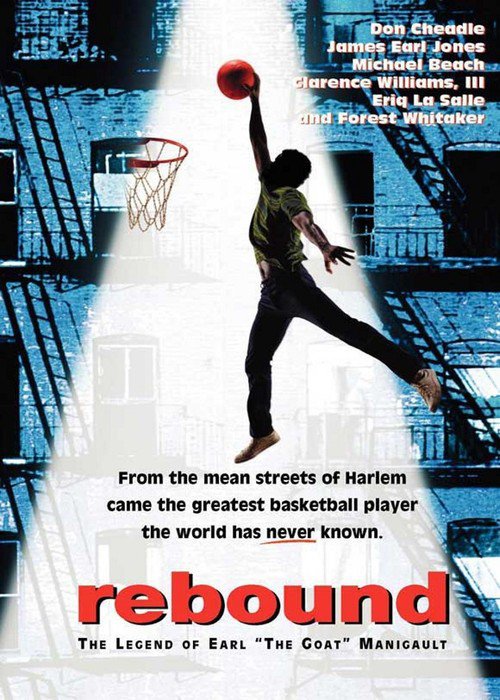 Don Cheadle
James Earl Jones
Michael Beach
Clarence Williams, III
Eriq La Salle
and Forest Whitaker
From the mean streets of Harlem
came the greatest basketball player
the world has never known.
rebound
The Legend of Earl "The Goat" Manigault